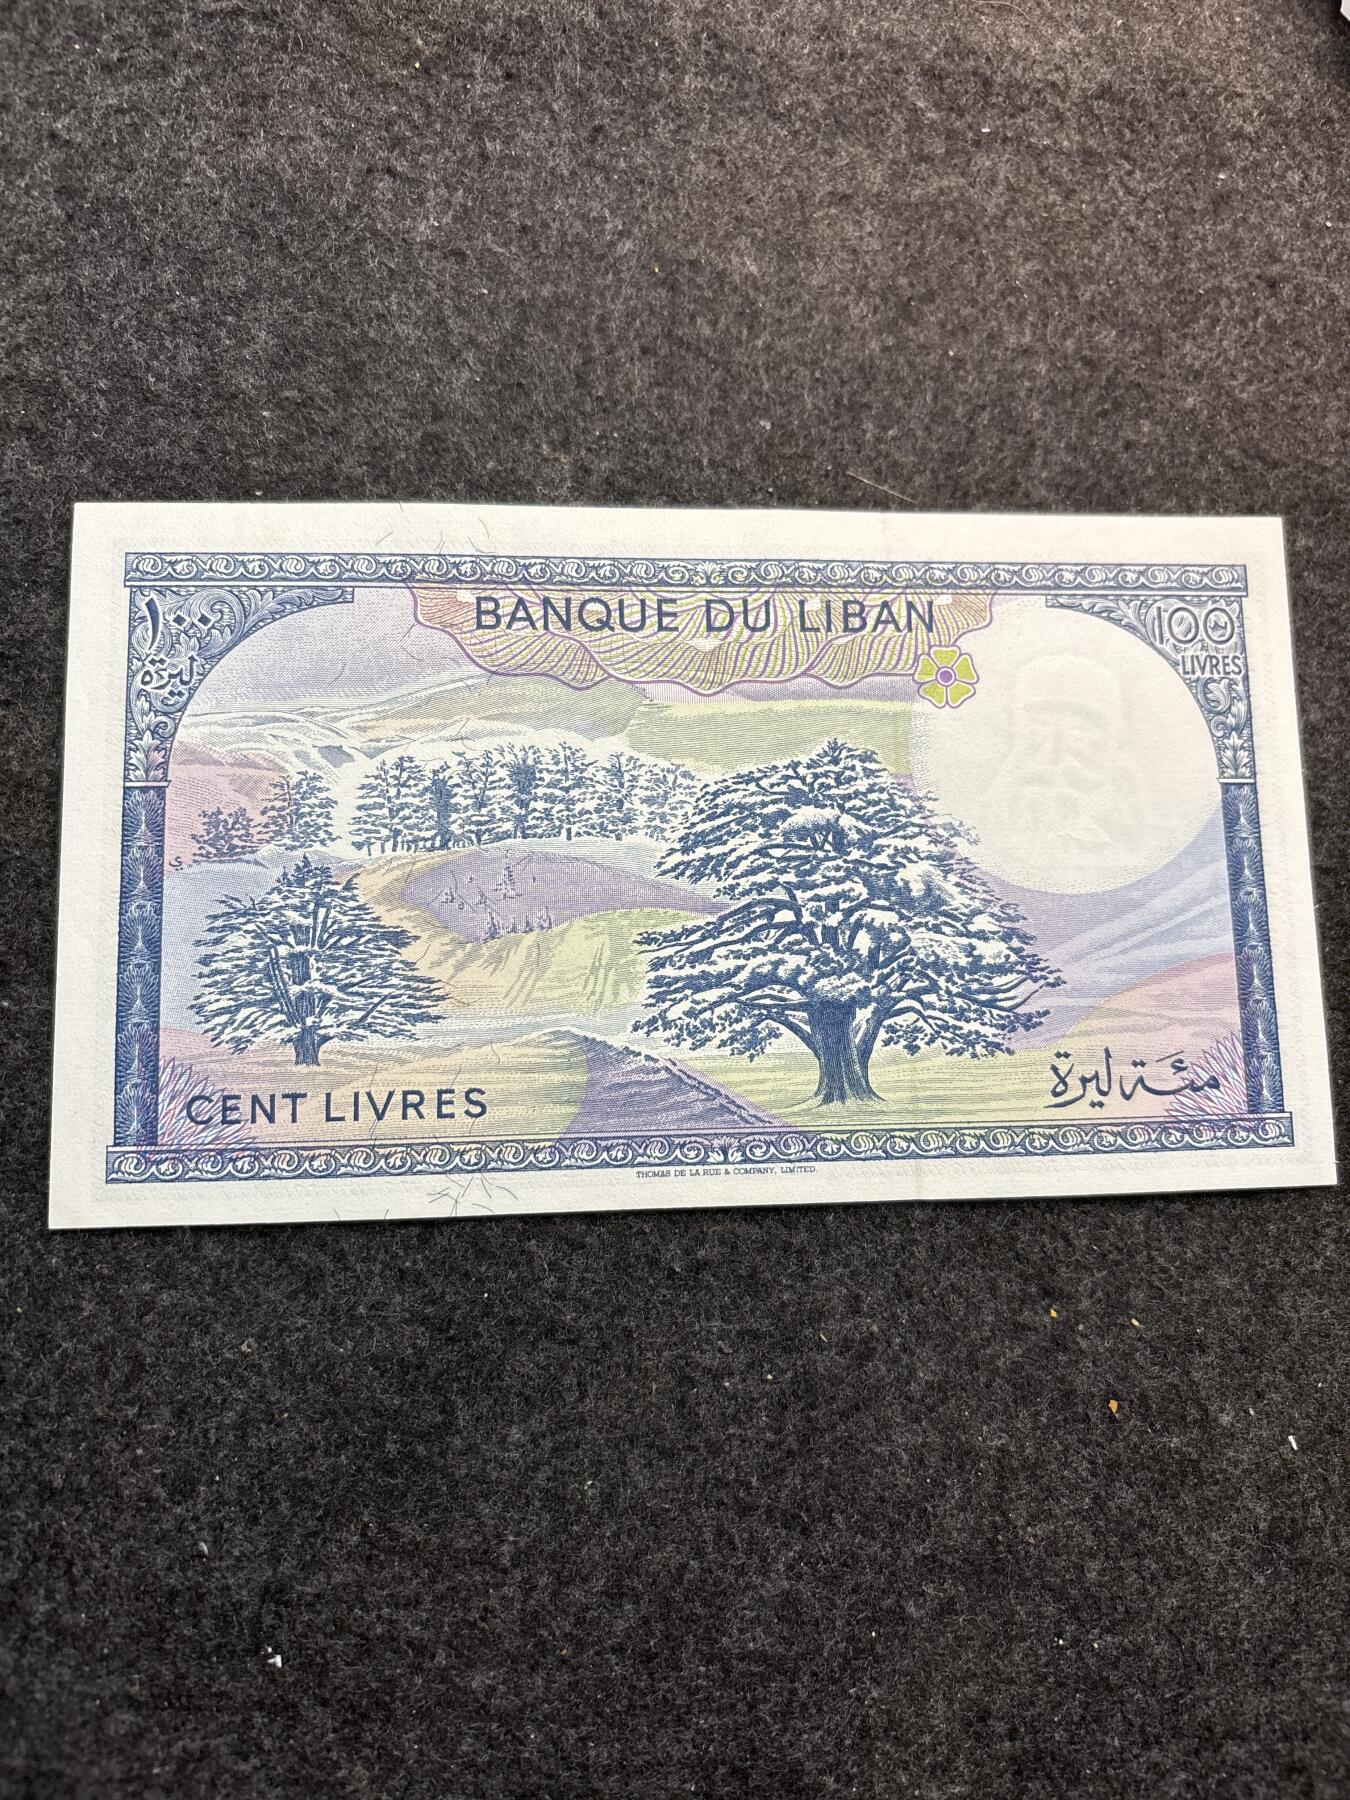 BANQUE DU LIBAN
١٠٠
ليرة
100
LIVRES
CENT LIVRES
مئة ليرة
THOMAS DE LA RUE & COMPANY, LIMITED.